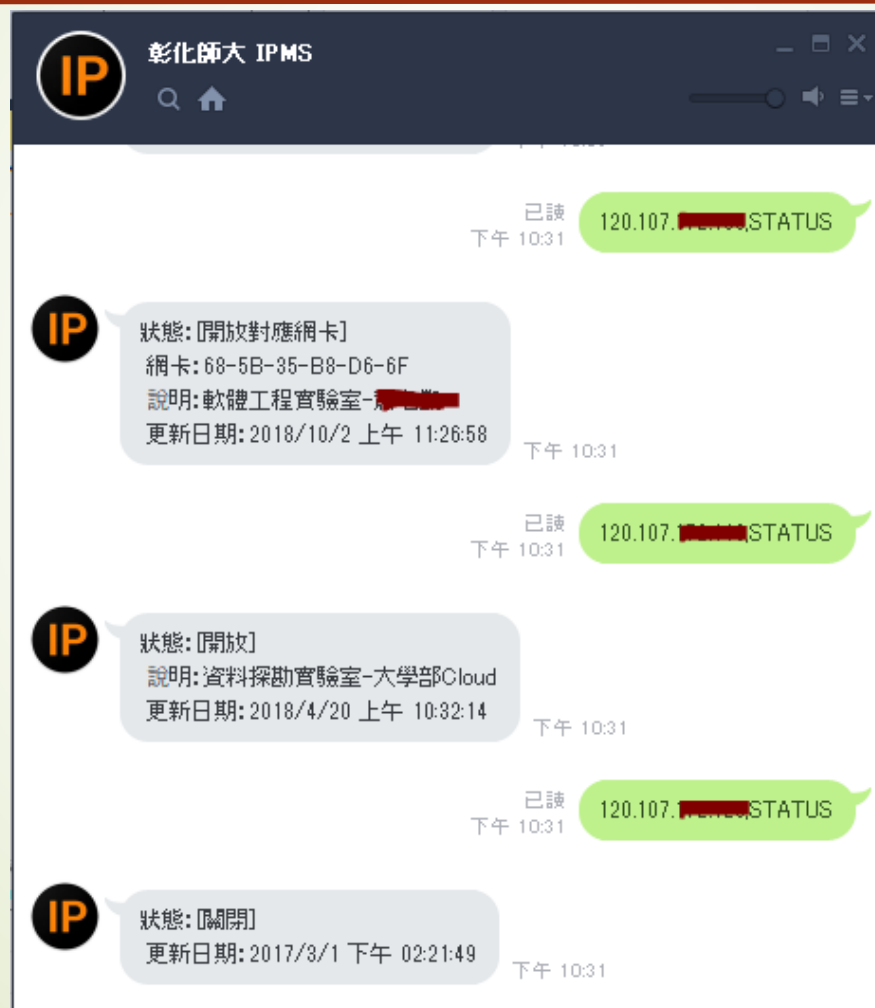 IP
彰化師大 IPMS
已讀
下午 10:31
120.107. STATUS
IP
狀態:[開放對應網卡]
網卡:68-5B-35-B8-D6-6F
說明:軟體工程實驗室-
更新日期:2018/10/2 上午 11:26:58
下午 10:31
已讀
下午 10:31
120.107. STATUS
IP
狀態:[開放]
說明:資料探勘實驗室-大學部Cloud
更新日期:2018/4/20 上午 10:32:14
下午 10:31
已讀
下午 10:31
120.107. STATUS
IP
狀態:[關閉]
更新日期:2017/3/1 下午 02:21:49
下午 10:31